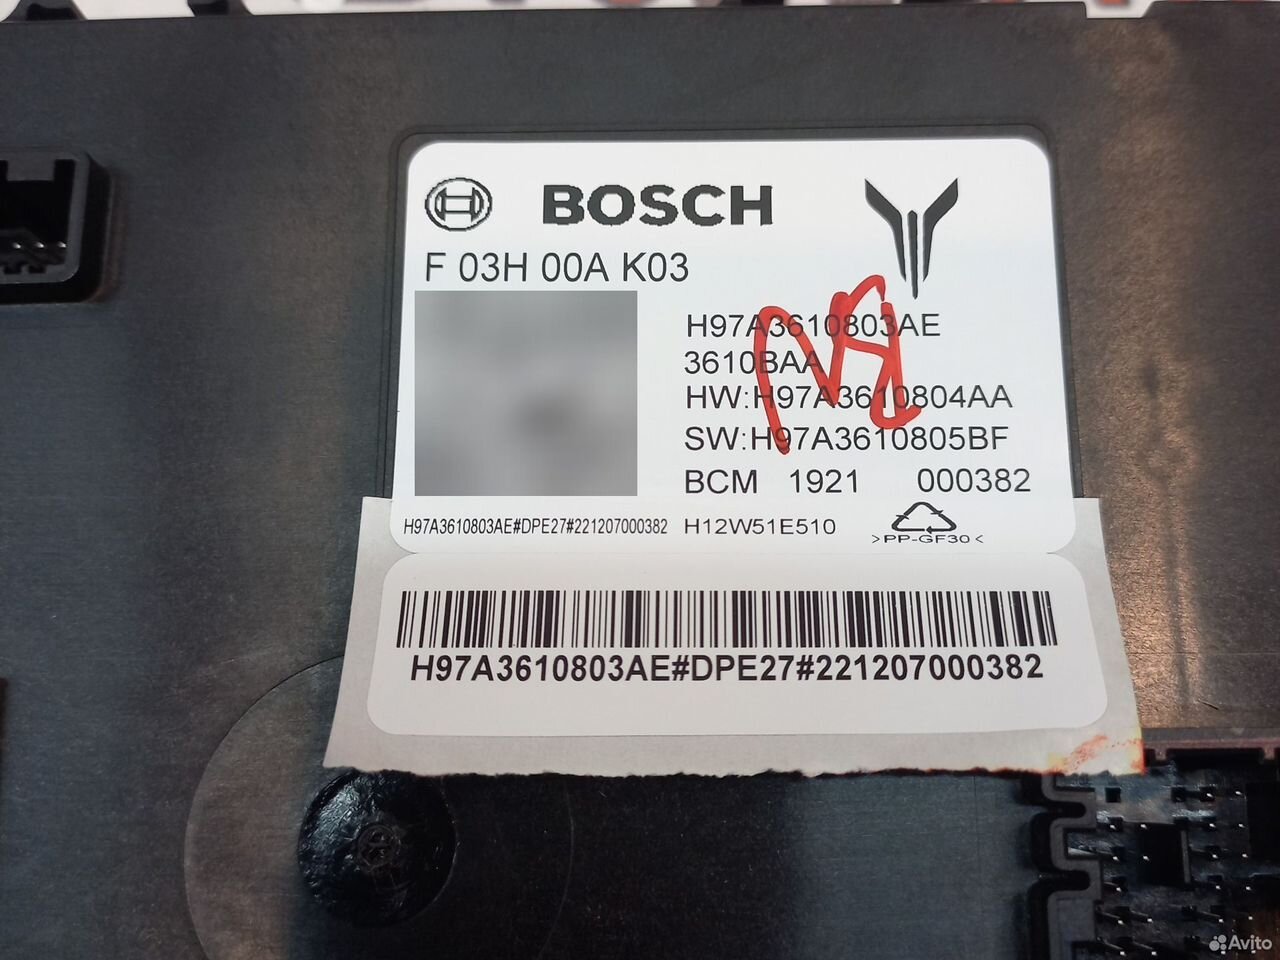 BOSCH
F 03H 00A K03
H97A3610803AE
3610BAA
HW:H97A3610804AA
SW:H97A3610805BF
BCM 1921 000382
H97A3610803AE#DPE27#221207000382 H12W51E510 >PP-GF30<
H97A3610803AE#DPE27#221207000382
Avito